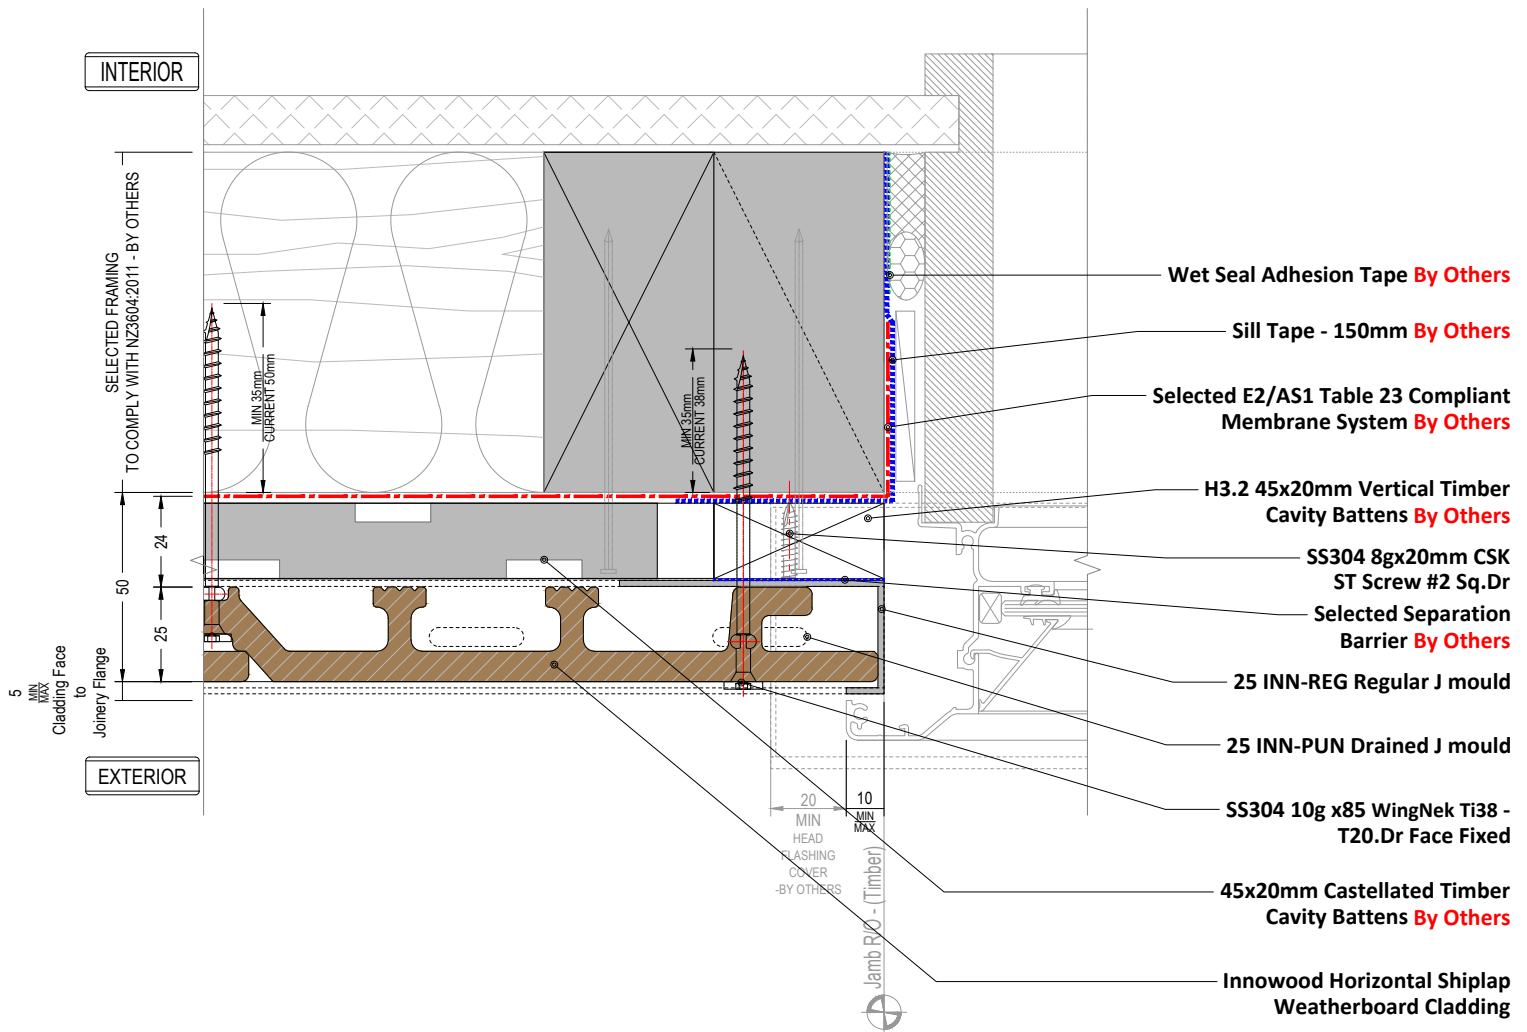 INTERIOR
SELECTED FRAMING
TO COMPLY WITH NZ3604:2011 - BY OTHERS
MIN 35mm
CURRENT 50mm
MIN 35mm
CURRENT 38mm
24
50
25
5
MIN
MAX
Cladding Face
to
Joinery Flange
EXTERIOR
20
MIN
HEAD
FLASHING
COVER
-BY OTHERS
10
MIN
MAX
Jamb R/O - (Timber)
Wet Seal Adhesion Tape By Others
Sill Tape - 150mm By Others
Selected E2/AS1 Table 23 Compliant
Membrane System By Others
H3.2 45x20mm Vertical Timber
Cavity Battens By Others
SS304 8gx20mm CSK
ST Screw #2 Sq.Dr
Selected Separation
Barrier By Others
25 INN-REG Regular J mould
25 INN-PUN Drained J mould
SS304 10g x85 WingNek Ti38 -
T20.Dr Face Fixed
45x20mm Castellated Timber
Cavity Battens By Others
Innowood Horizontal Shiplap
Weatherboard Cladding